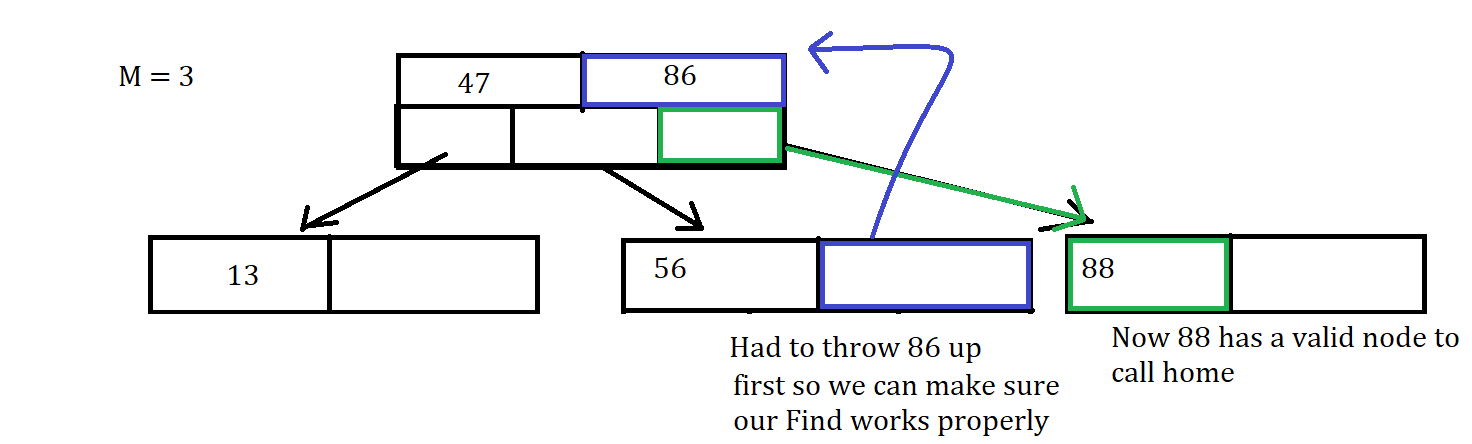 M = 3
47
86
13
56
88
Had to throw 86 up
first so we can make sure
our Find works properly
Now 88 has a valid node to
call home